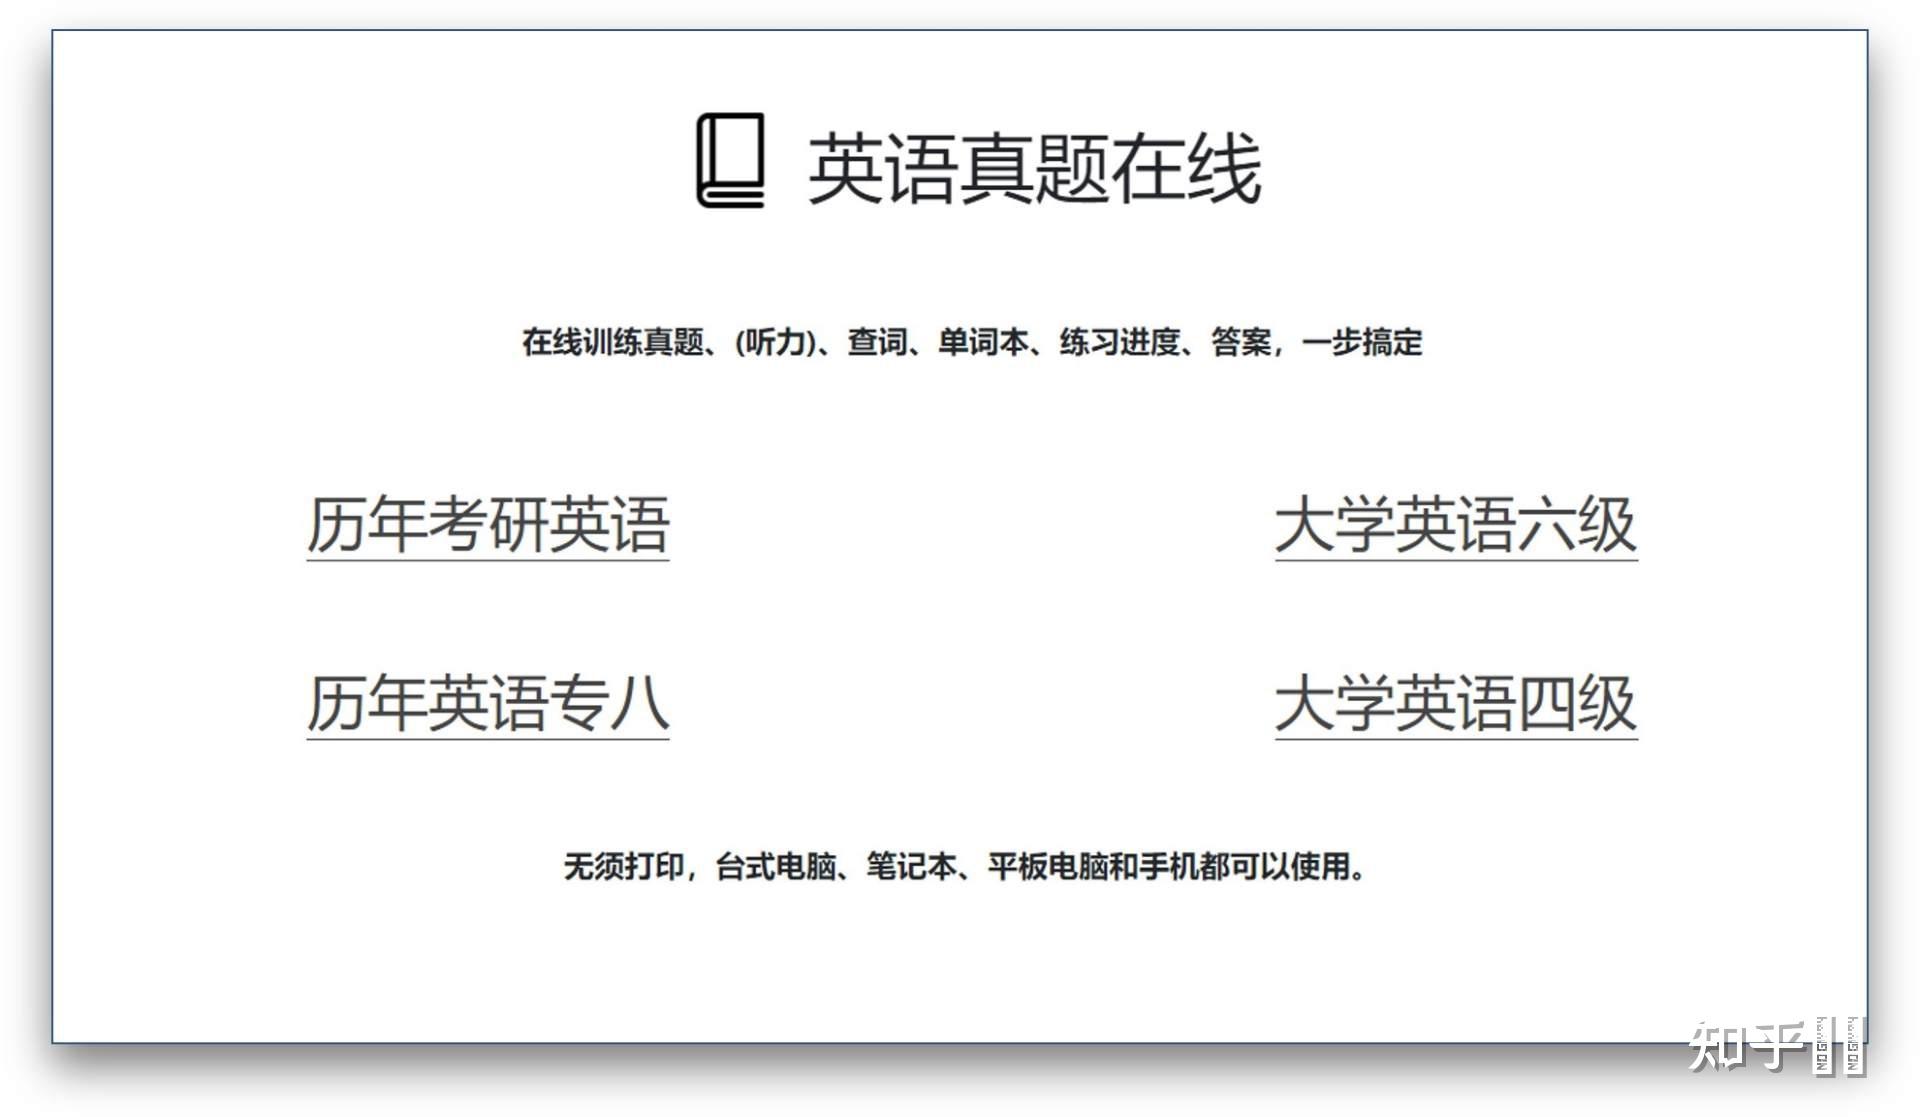 英语真题在线
在线训练真题、(听力)、查词、单词本、练习进度、答案，一步搞定
历年考研英语 大学英语六级
历年英语专八 大学英语四级
无须打印，台式电脑、笔记本、平板电脑和手机都可以使用。
知乎